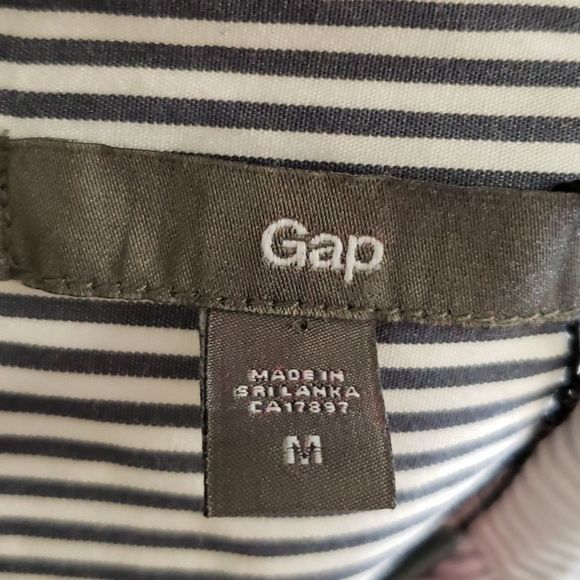 Gap
MADE IN
SRI LANKA
CA17897
M